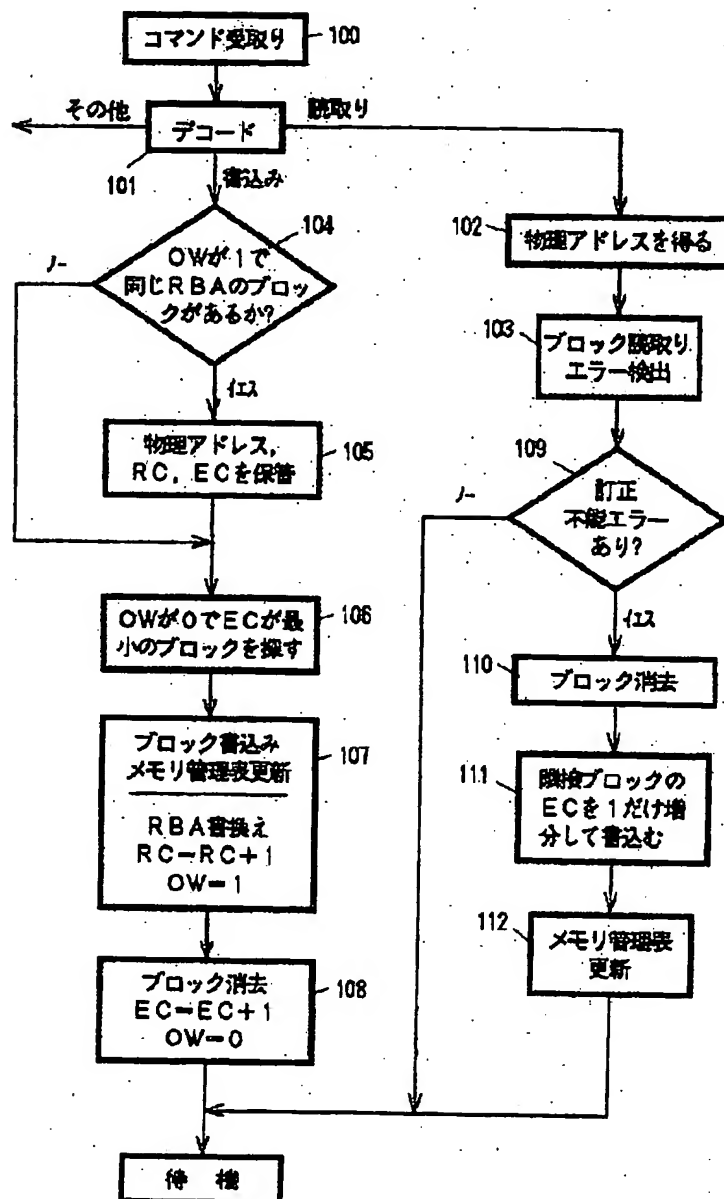 コマンド受取り
100
その他
読取り
デコード
101
書込み
104
OWが1で
同じRBAのブロッ
クがあるか?
ノー
イエス
物理アドレス,
RC, ECを保管
105
OWが0でECが最
小のブロックを探す
106
ブロック書込み
メモリ管理表更新
RBA書換え
RC=RC+1
OW=1
107
ブロック消去
EC=EC+1
OW=0
108
102
物理アドレスを得る
103
ブロック読取り
エラー検出
109
訂正
不能エラー
あり?
ノー
イエス
110
ブロック消去
111
隣接ブロックの
ECを1だけ増
分して書込む
112
メモリ管理表
更新
待 機